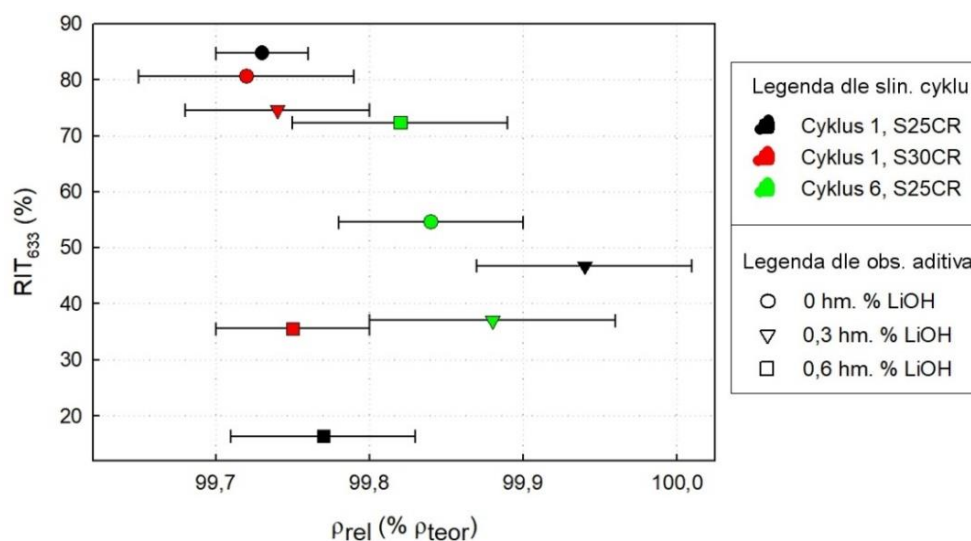 90
80
70
60
50
40
30
20
RIT633 (%)
99,7
99,8
99,9
100,0
ρrel (% ρteor)
Legenda dle slin. cyklu
Cyklus 1, S25CR
Cyklus 1, S30CR
Cyklus 6, S25CR
Legenda dle obs. aditiva
0 hm. % LiOH
0,3 hm. % LiOH
0,6 hm. % LiOH